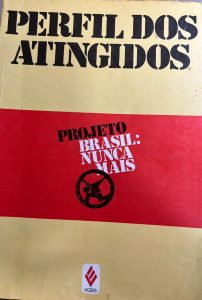 PERFIL DOS
ATINGIDOS
PROJETO
BRASIL:
NUNCA
MAIS
VOZES